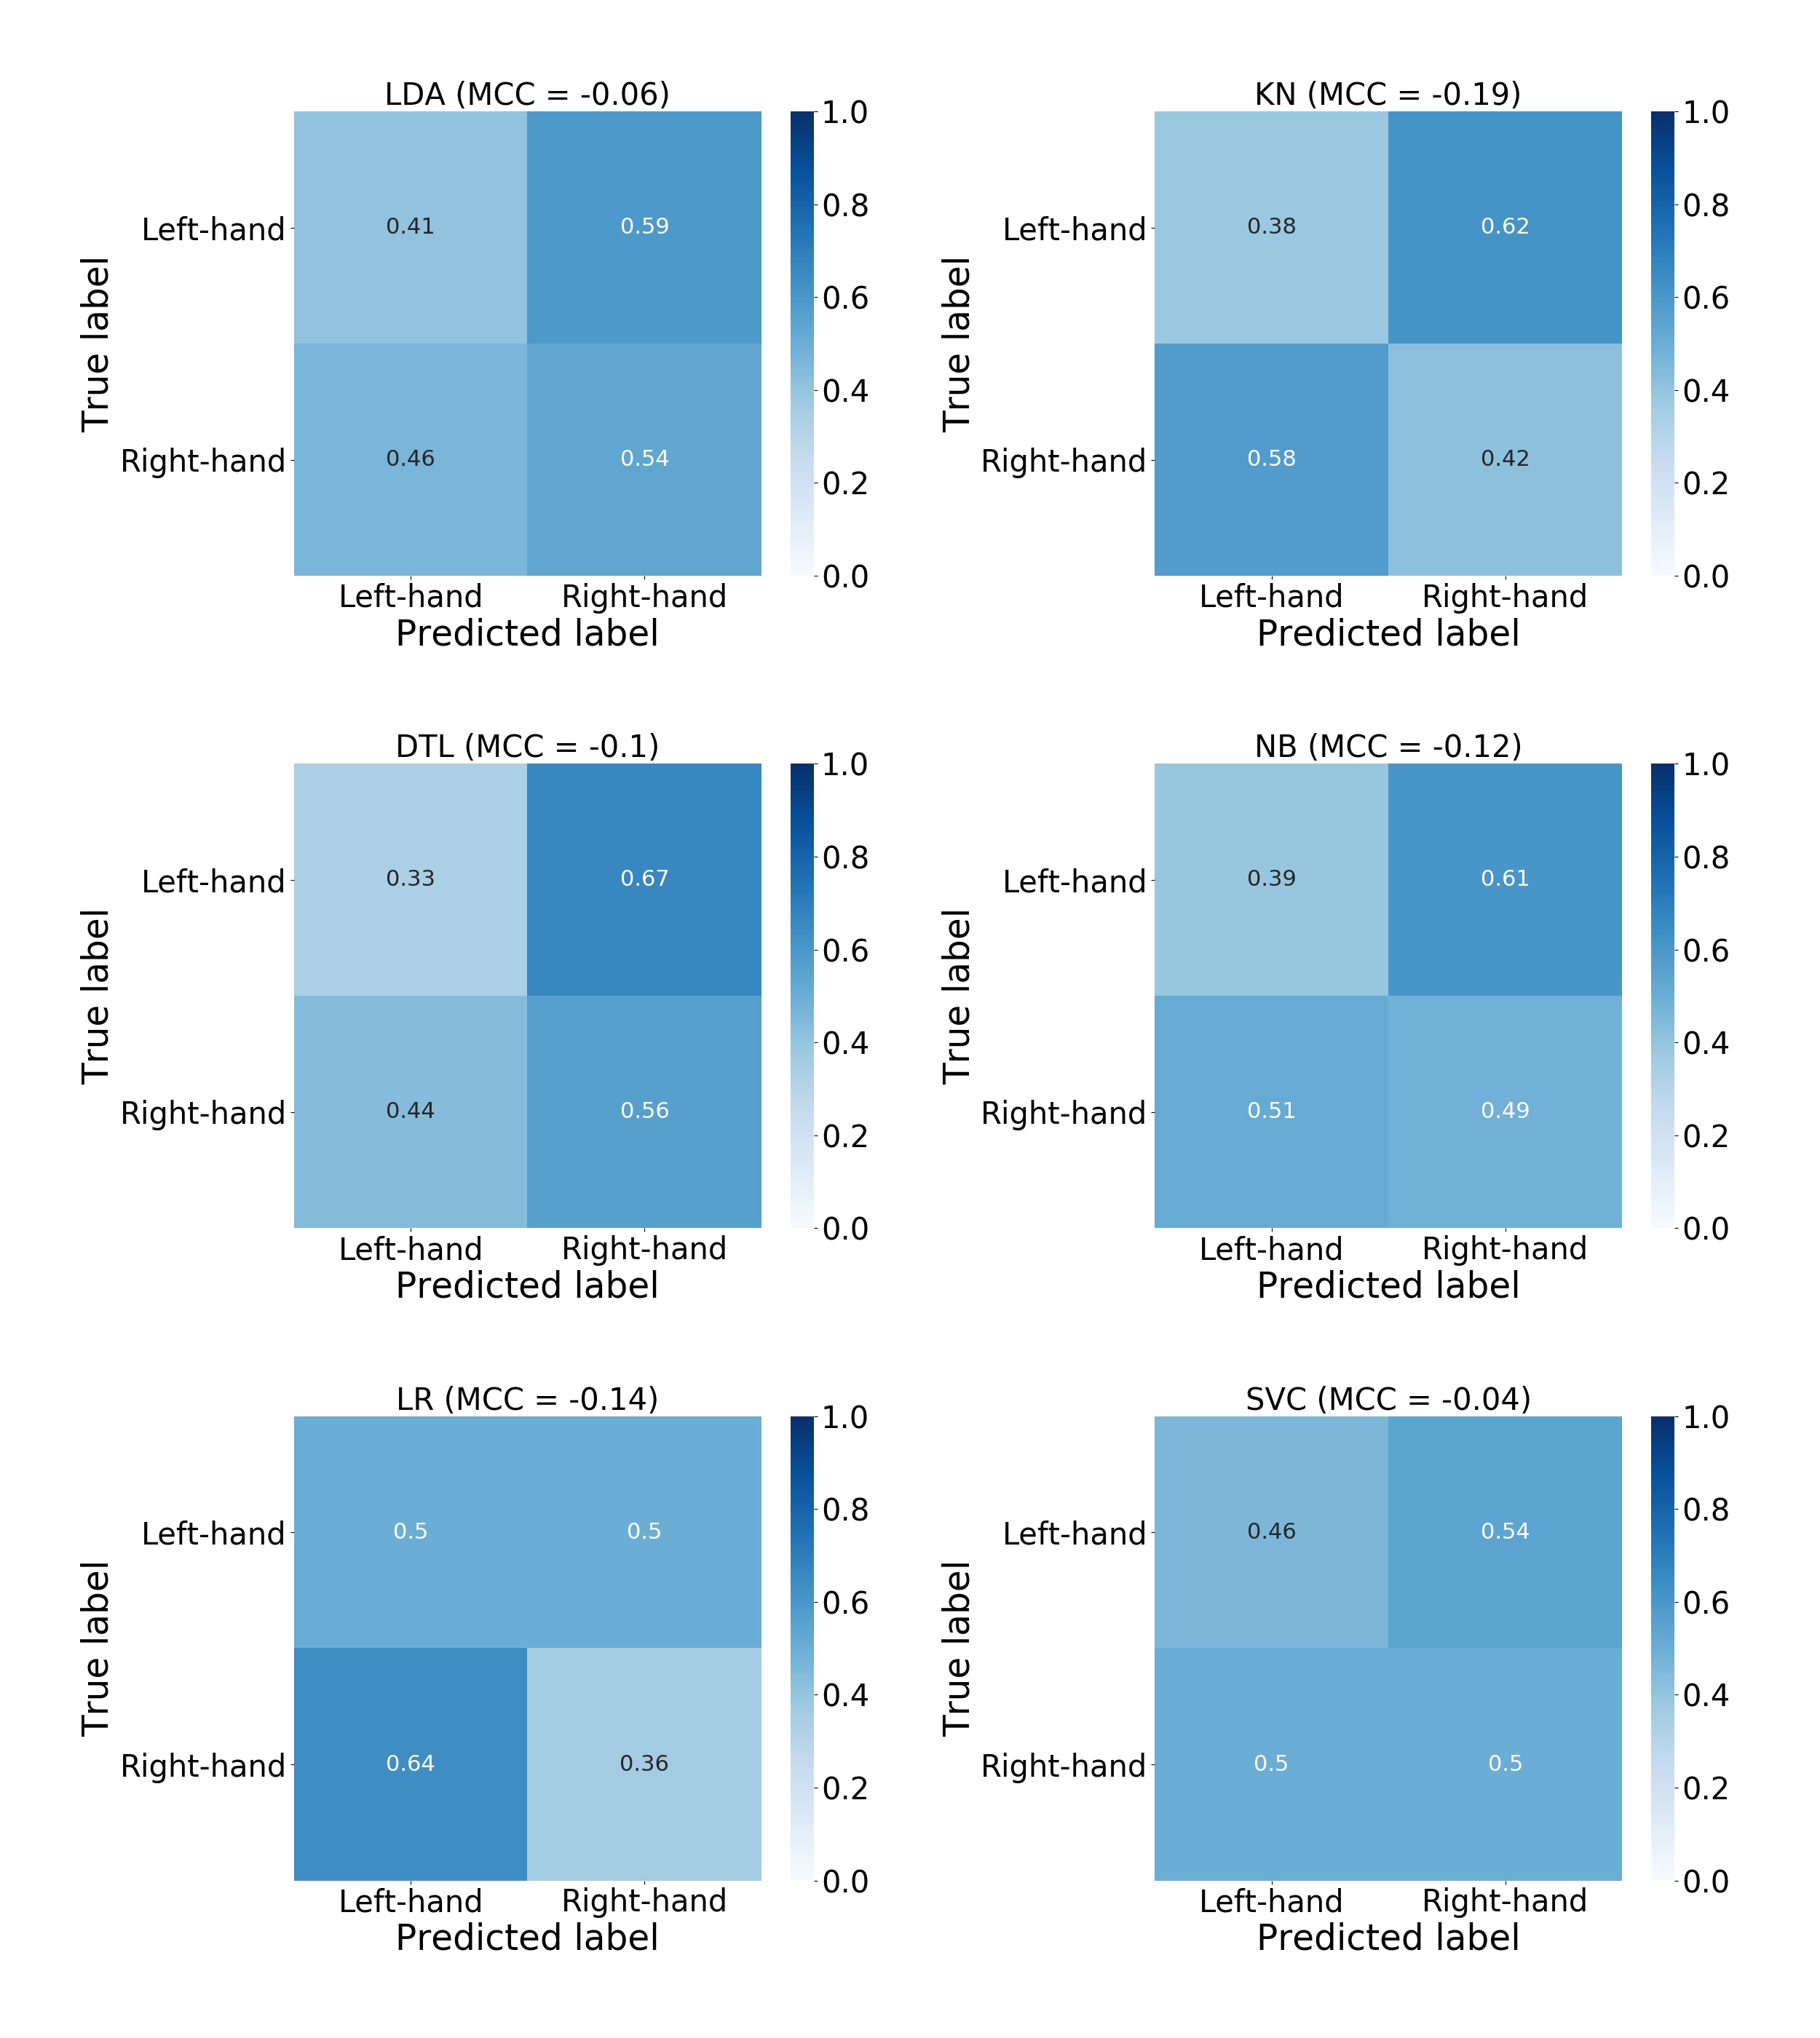 LDA (MCC = -0.06)
1.0
0.8
0.6
0.4
0.2
0.0
True label
Left-hand
Right-hand
0.41 0.59
0.46 0.54
Left-hand Right-hand
Predicted label
KN (MCC = -0.19)
1.0
0.8
0.6
0.4
0.2
0.0
True label
Left-hand
Right-hand
0.38 0.62
0.58 0.42
Left-hand Right-hand
Predicted label
DTL (MCC = -0.1)
1.0
0.8
0.6
0.4
0.2
0.0
True label
Left-hand
Right-hand
0.33 0.67
0.44 0.56
Left-hand Right-hand
Predicted label
NB (MCC = -0.12)
1.0
0.8
0.6
0.4
0.2
0.0
True label
Left-hand
Right-hand
0.39 0.61
0.51 0.49
Left-hand Right-hand
Predicted label
LR (MCC = -0.14)
1.0
0.8
0.6
0.4
0.2
0.0
True label
Left-hand
Right-hand
0.5 0.5
0.64 0.36
Left-hand Right-hand
Predicted label
SVC (MCC = -0.04)
1.0
0.8
0.6
0.4
0.2
0.0
True label
Left-hand
Right-hand
0.46 0.54
0.5 0.5
Left-hand Right-hand
Predicted label